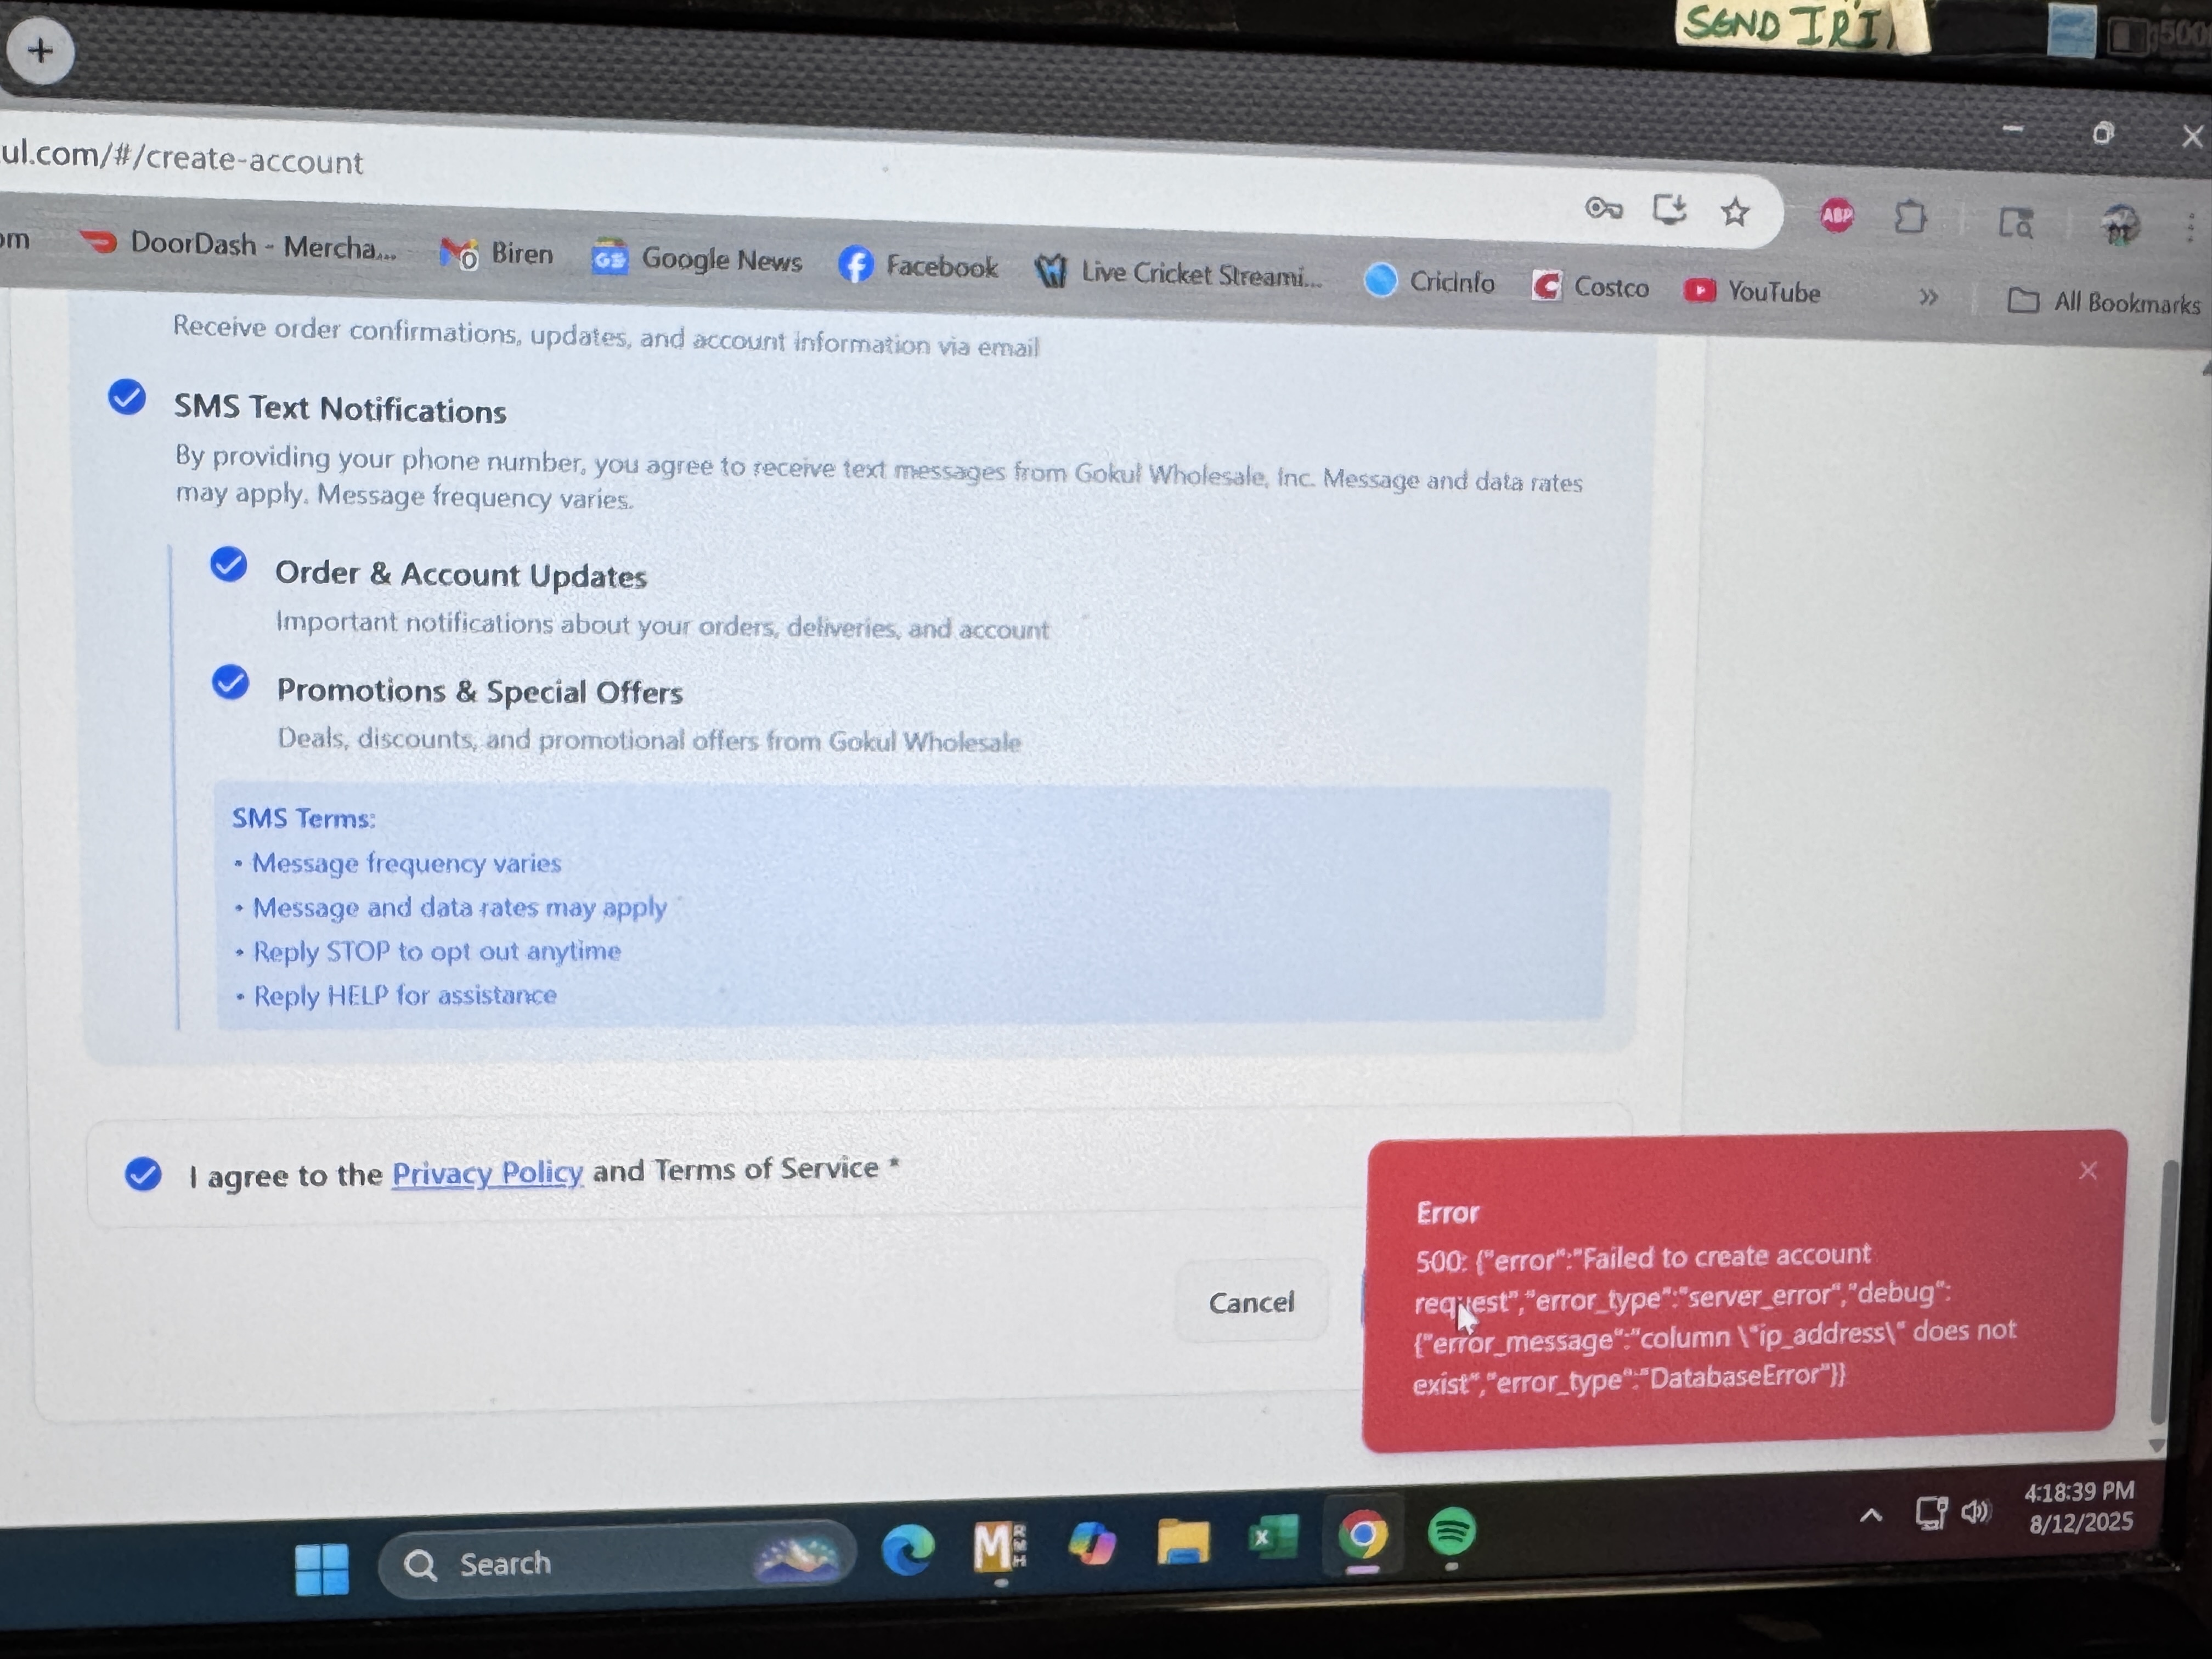 SEND IRI
+
ul.com/#/create-account
ABP
om
DoorDash - Mercha...
Biren
Google News
Facebook
Live Cricket Streami...
CricInfo
Costco
YouTube
»
All Bookmarks
Receive order confirmations, updates, and account information via email
SMS Text Notifications
By providing your phone number, you agree to receive text messages from Gokul Wholesale, Inc. Message and data rates
may apply. Message frequency varies.
Order & Account Updates
Important notifications about your orders, deliveries, and account
Promotions & Special Offers
Deals, discounts, and promotional offers from Gokul Wholesale
SMS Terms:
• Message frequency varies
• Message and data rates may apply
• Reply STOP to opt out anytime
• Reply HELP for assistance
I agree to the Privacy Policy and Terms of Service *
Cancel
Error
500: {"error":"Failed to create account
request","error_type":"server_error","debug":
{"error_message":"column \"ip_address\" does not
exist","error_type":"DatabaseError"}}
Search
M RMH
4:18:39 PM
8/12/2025